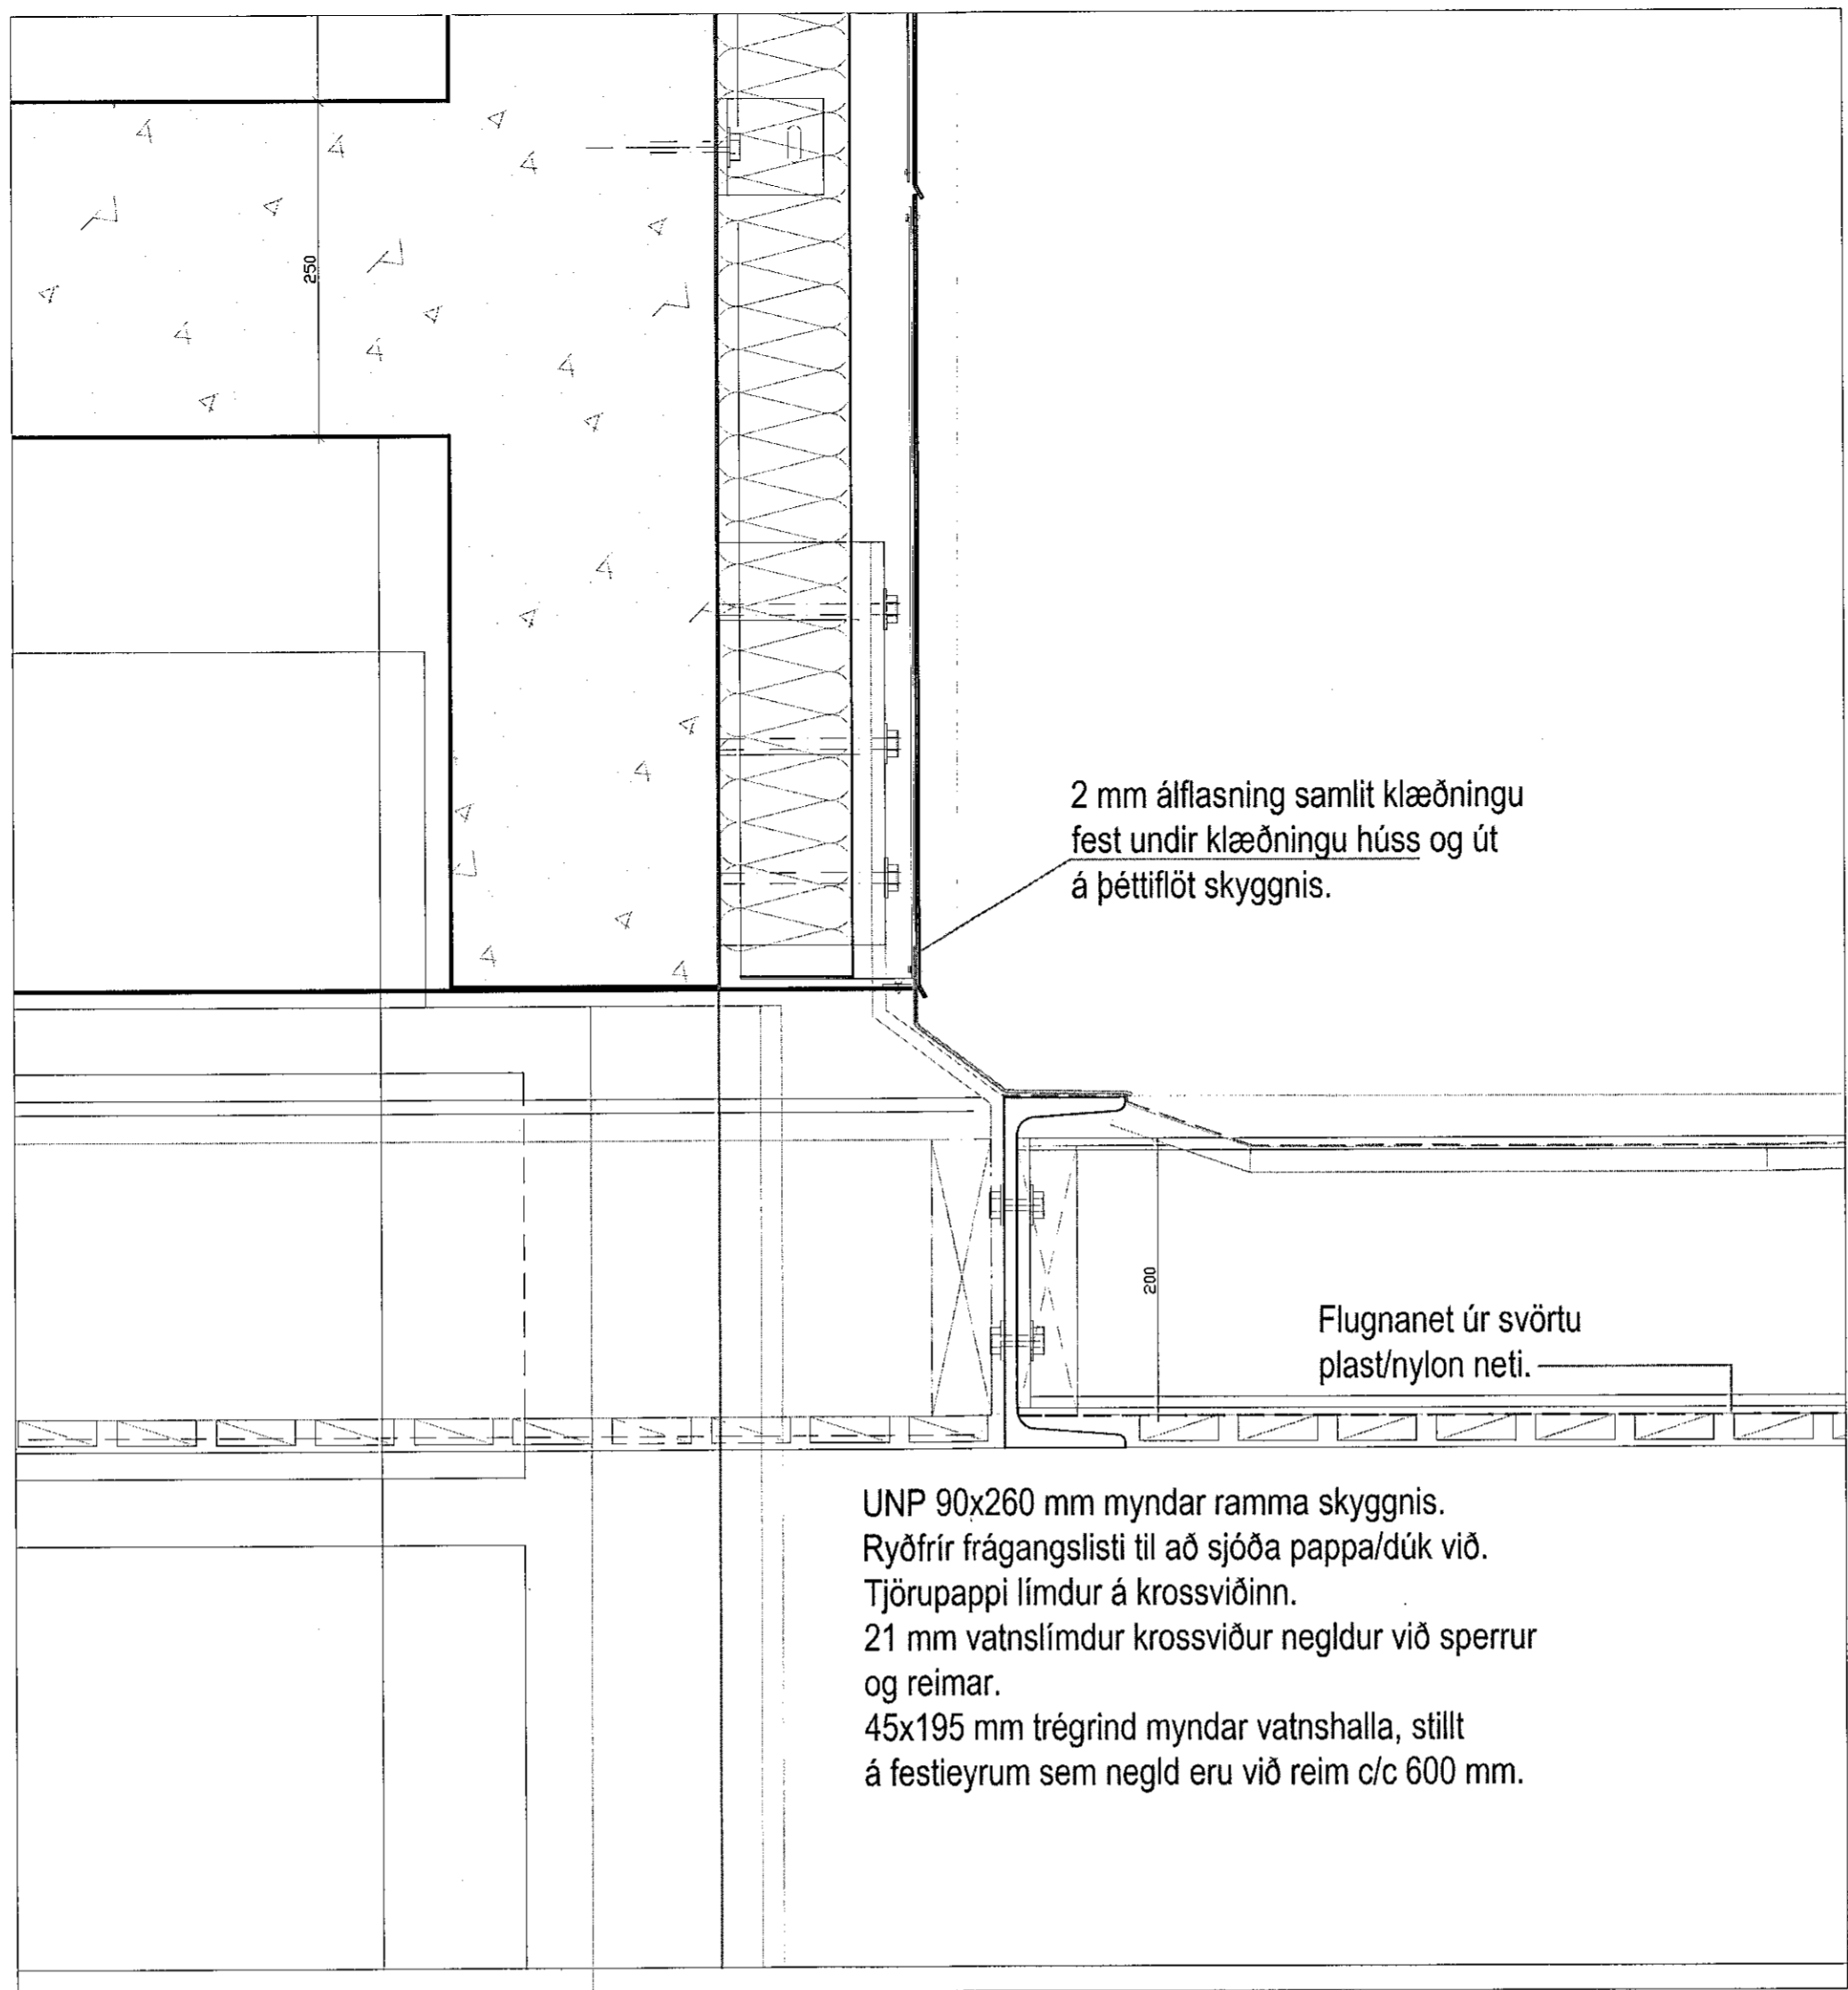 250
2 mm álflasning samlit klæðningu
fest undir klæðningu húss og út
á þéttiflöt skyggnis.
200
Flugnanet úr svörtu
plast/nylon neti.
UNP 90x260 mm myndar ramma skyggnis.
Ryðfrír frágangslisti til að sjóða pappa/dúk við.
Tjörupappi límdur á krossviðinn.
21 mm vatnslímdur krossviður negldur við sperrur
og reimar.
45x195 mm trégrind myndar vatnshalla, stillt
á festieyrum sem negld eru við reim c/c 600 mm.